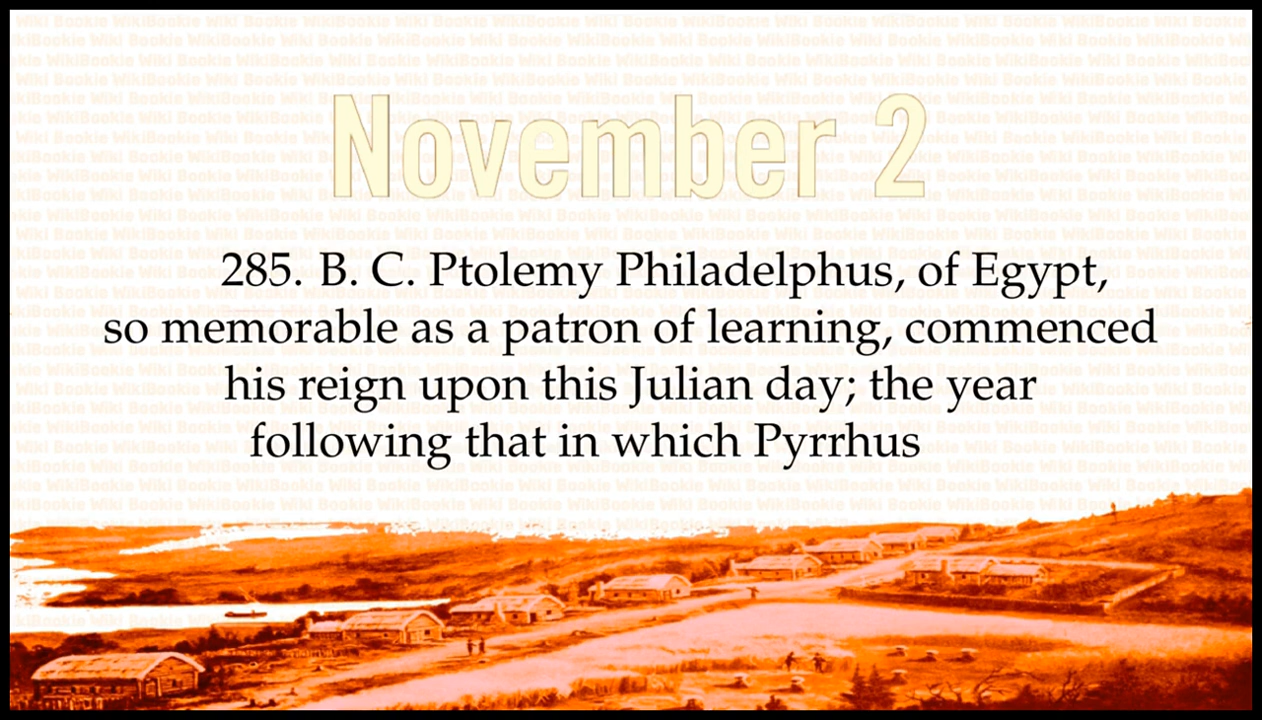 November 2
285. B. C. Ptolemy Philadelphus, of Egypt,
so memorable as a patron of learning, commenced
his reign upon this Julian day; the year
following that in which Pyrrhus